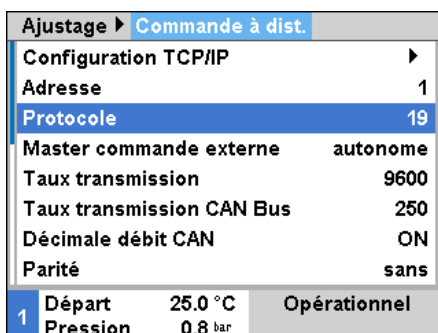 Ajustage ▶ Commande à dist.
Configuration TCP/IP ▶
Adresse 1
Protocole 19
Master commande externe autonome
Taux transmission 9600
Taux transmission CAN Bus 250
Décimale débit CAN ON
Parité sans
1 Départ 25.0 °C Opérationnel
Pression 0.8 bar